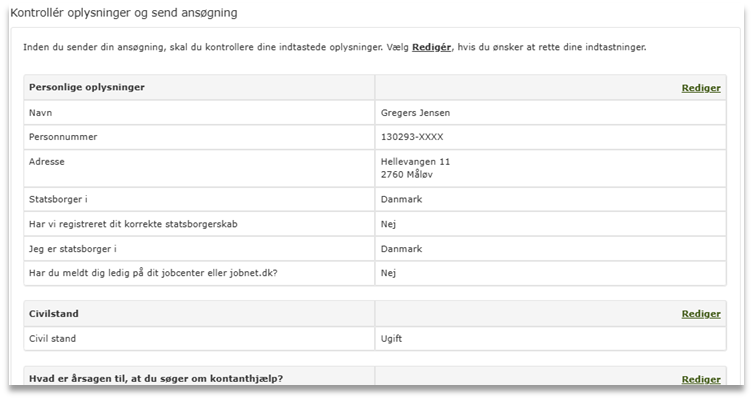 Kontrollér oplysninger og send ansøgning
Inden du sender din ansøgning, skal du kontrollere dine indtastede oplysninger. Vælg Redigér, hvis du ønsker at rette dine indtastninger.
Personlige oplysninger Rediger
Navn Gregers Jensen
Personnummer 130293-XXXX
Adresse Hellevangen 11
2760 Måløv
Statsborger i Danmark
Har vi registreret dit korrekte statsborgerskab Nej
Jeg er statsborger i Danmark
Har du meldt dig ledig på dit jobcenter eller jobnet.dk? Nej
Civilstand Rediger
Civil stand Ugift
Hvad er årsagen til, at du søger om kontanthjælp? Rediger